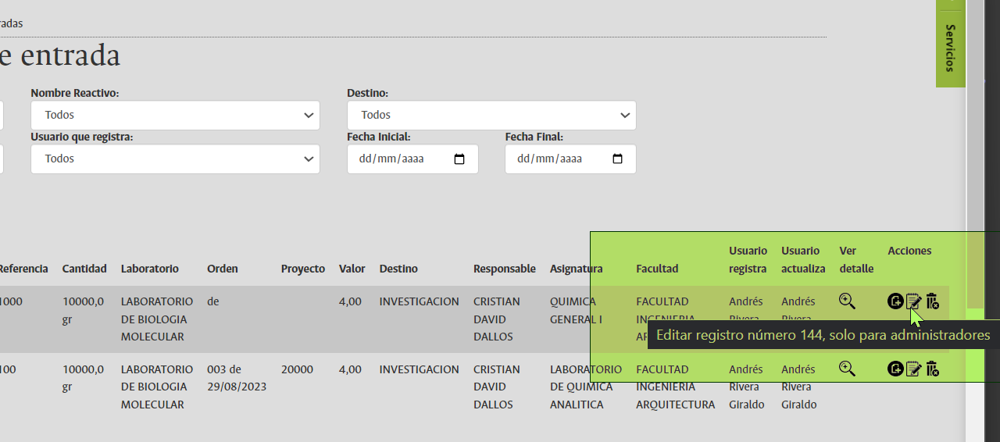 radas
Servicios
e entrada
Nombre Reactivo:
Destino:
Todos
Todos
Usuario que registra:
Fecha Inicial:
Fecha Final:
Todos
dd/mm/aaaa
dd/mm/aaaa
Usuario Usuario Ver Acciones
Referencia Cantidad Laboratorio Orden Proyecto Valor Destino Responsable Asignatura Facultad registra actualiza detalle
1000 10000,0 LABORATORIO de 4,00 INVESTIGACION CRISTIAN QUIMICA FACULTAD Andrés Andrés
gr DE BIOLOGIA DAVID GENERAL I INGENIERIA Rivera Rivera
MOLECULAR DALLOS
Editar registro número 144, solo para administradores
100 10000,0 LABORATORIO 003 de 20000 4,00 INVESTIGACION CRISTIAN LABORATORIO FACULTAD Andrés Andrés
gr DE BIOLOGIA 29/08/2023 DAVID DE QUIMICA INGENIERIA Rivera Rivera
MOLECULAR DALLOS ANALITICA ARQUITECTURA Giraldo Giraldo